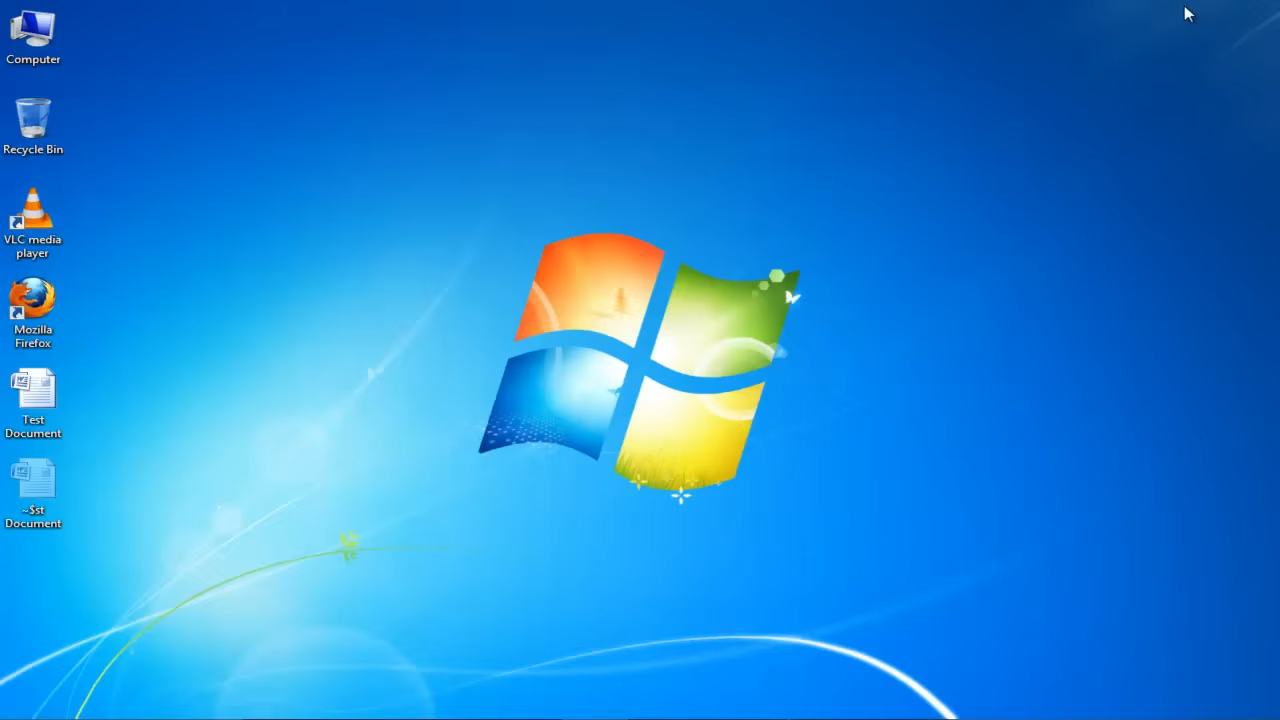 Computer
Recycle Bin
VLC media
player
Mozilla
Firefox
Test
Document
~$st
Document